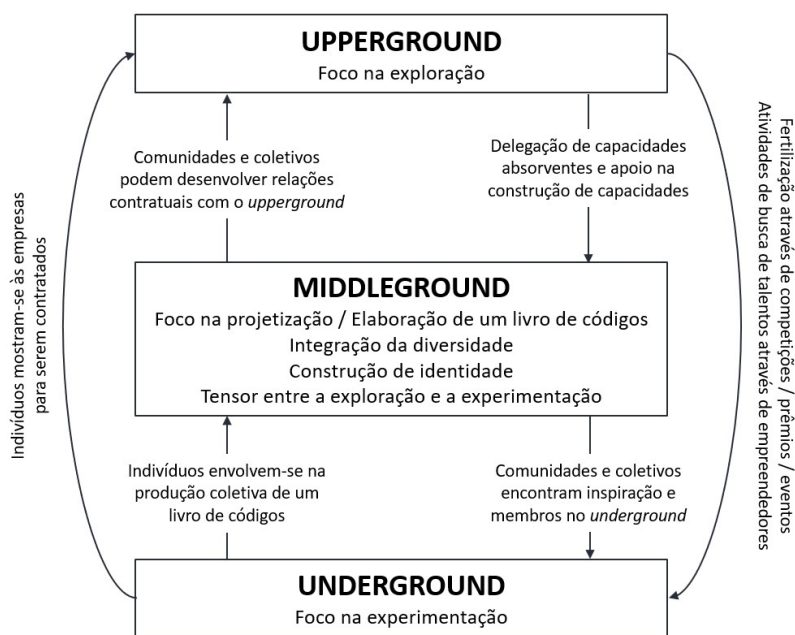 UPPERGROUND
Foco na exploração
Comunidades e coletivos
podem desenvolver relações
contratuais com o upperground
Delegação de capacidades
absorventes e apoio na
construção de capacidades
MIDDLEGROUND
Foco na projetização / Elaboração de um livro de códigos
Integração da diversidade
Construção de identidade
Tensor entre a exploração e a experimentação
Indivíduos envolvem-se na
produção coletiva de um
livro de códigos
Comunidades e coletivos
encontram inspiração e
membros no underground
UNDERGROUND
Foco na experimentação
Indivíduos mostram-se às empresas
para serem contratados
Fertilização através de competições / prêmios / eventos
Atividades de busca de talentos através de empreendedores